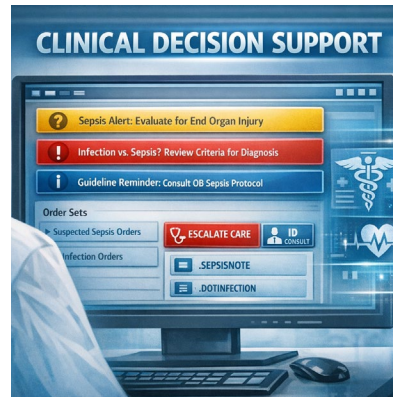 CLINICAL DECISION SUPPORT
Sepsis Alert: Evaluate for End Organ Injury
Infection vs. Sepsis? Review Criteria for Diagnosis
Guideline Reminder: Consult OB Sepsis Protocol
Order Sets
Suspected Sepsis Orders
ESCALATE CARE
ID
CONSULT
nfection Orders
.SEPSISNOTE
.DOTINFECTION